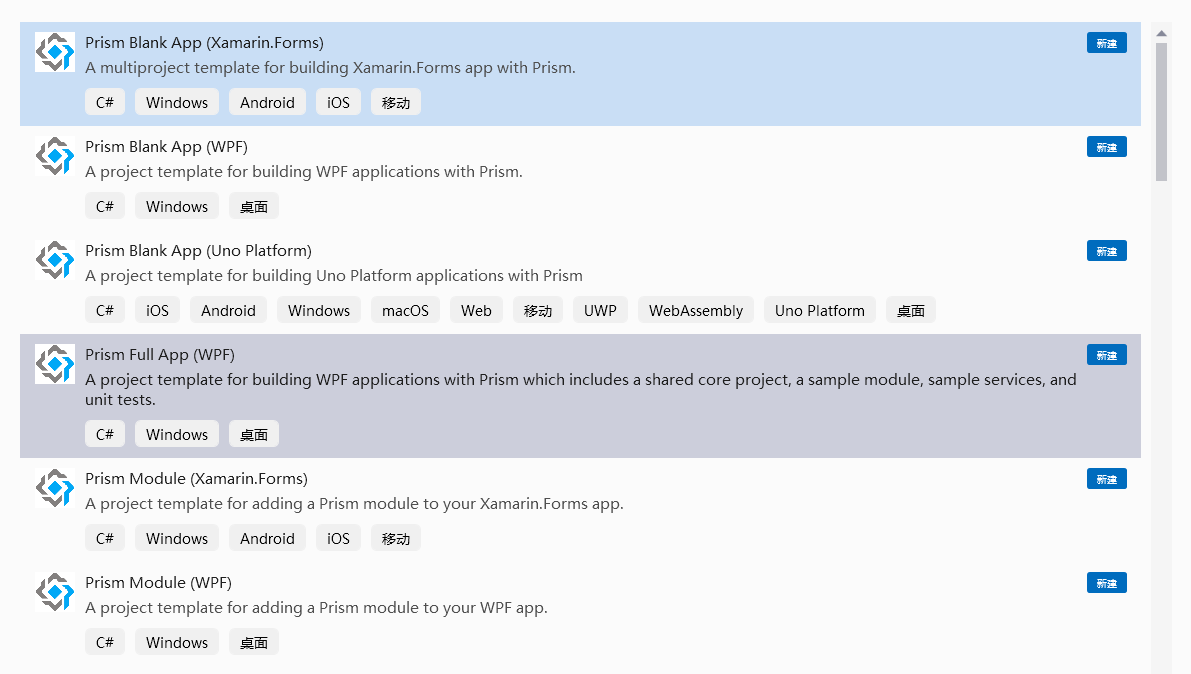 Prism Blank App (Xamarin.Forms)
新建
A multiproject template for building Xamarin.Forms app with Prism.
C# Windows Android iOS 移动
Prism Blank App (WPF)
新建
A project template for building WPF applications with Prism.
C# Windows 桌面
Prism Blank App (Uno Platform)
新建
A project template for building Uno Platform applications with Prism
C# iOS Android Windows macOS Web 移动 UWP WebAssembly Uno Platform 桌面
Prism Full App (WPF)
新建
A project template for building WPF applications with Prism which includes a shared core project, a sample module, sample services, and
unit tests.
C# Windows 桌面
Prism Module (Xamarin.Forms)
新建
A project template for adding a Prism module to your Xamarin.Forms app.
C# Windows Android iOS 移动
Prism Module (WPF)
新建
A project template for adding a Prism module to your WPF app.
C# Windows 桌面